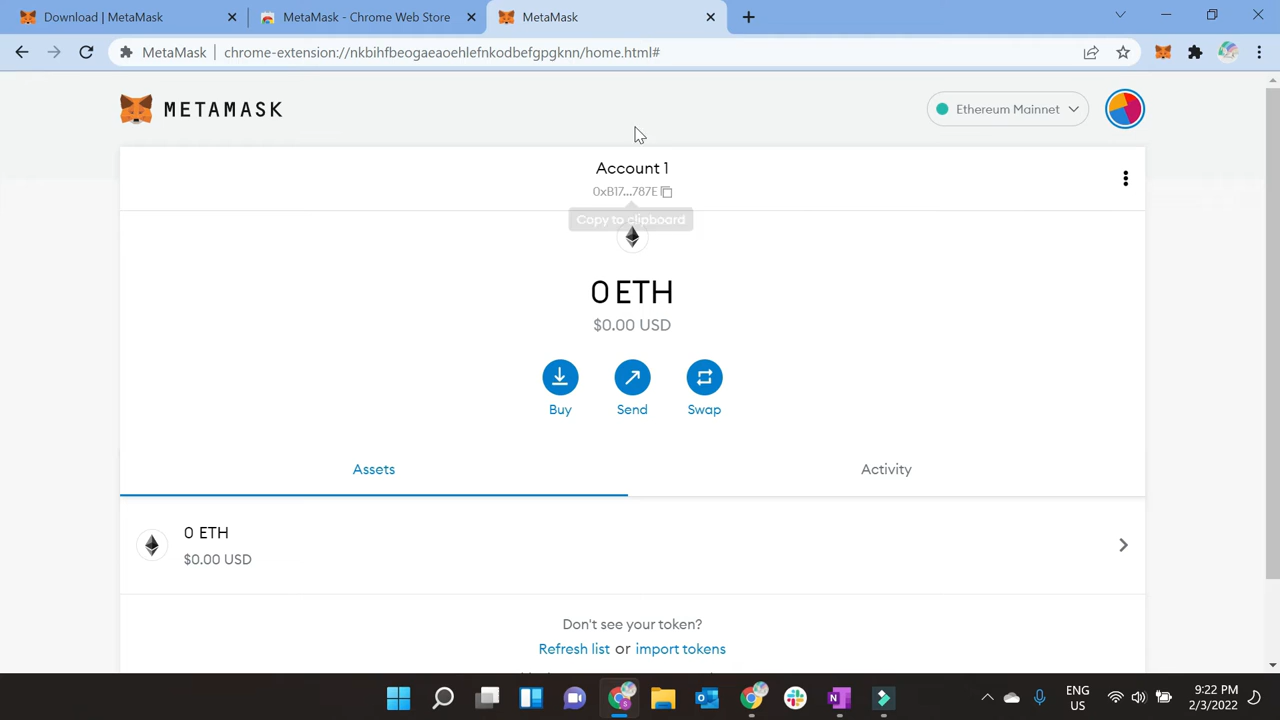 Download | MetaMask
MetaMask - Chrome Web Store
MetaMask
MetaMask | chrome-extension://nkbihfbeogaeaoehlefnkodbefgpgknn/home.html#
METAMASK
Ethereum Mainnet
Account 1
0xB17...787E
Copy to clipboard
0 ETH
$0.00 USD
Buy
Send
Swap
Assets
Activity
0 ETH
$0.00 USD
Don't see your token?
Refresh list or import tokens
ENG
US
9:22 PM
2/3/2022